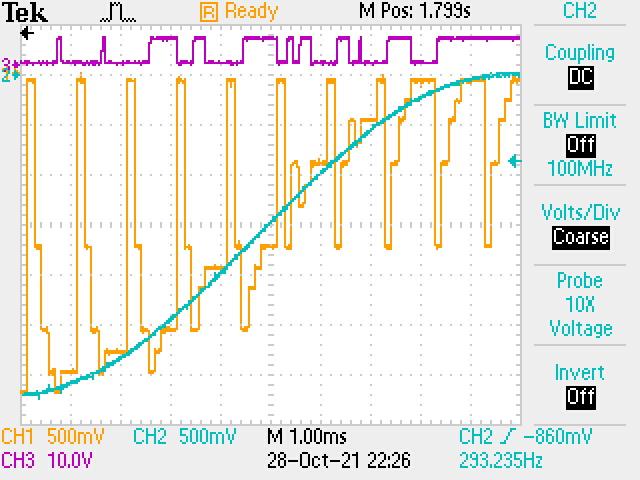 Tek R Ready M Pos: 1.799s CH2
Coupling
DC
BW Limit
Off
100MHz
Volts/Div
Coarse
Probe
10X
Voltage
Invert
Off
CH1 500mV CH2 500mV M 1.00ms CH2 -860mV
CH3 10.0V 28-Oct-21 22:26 293.235Hz